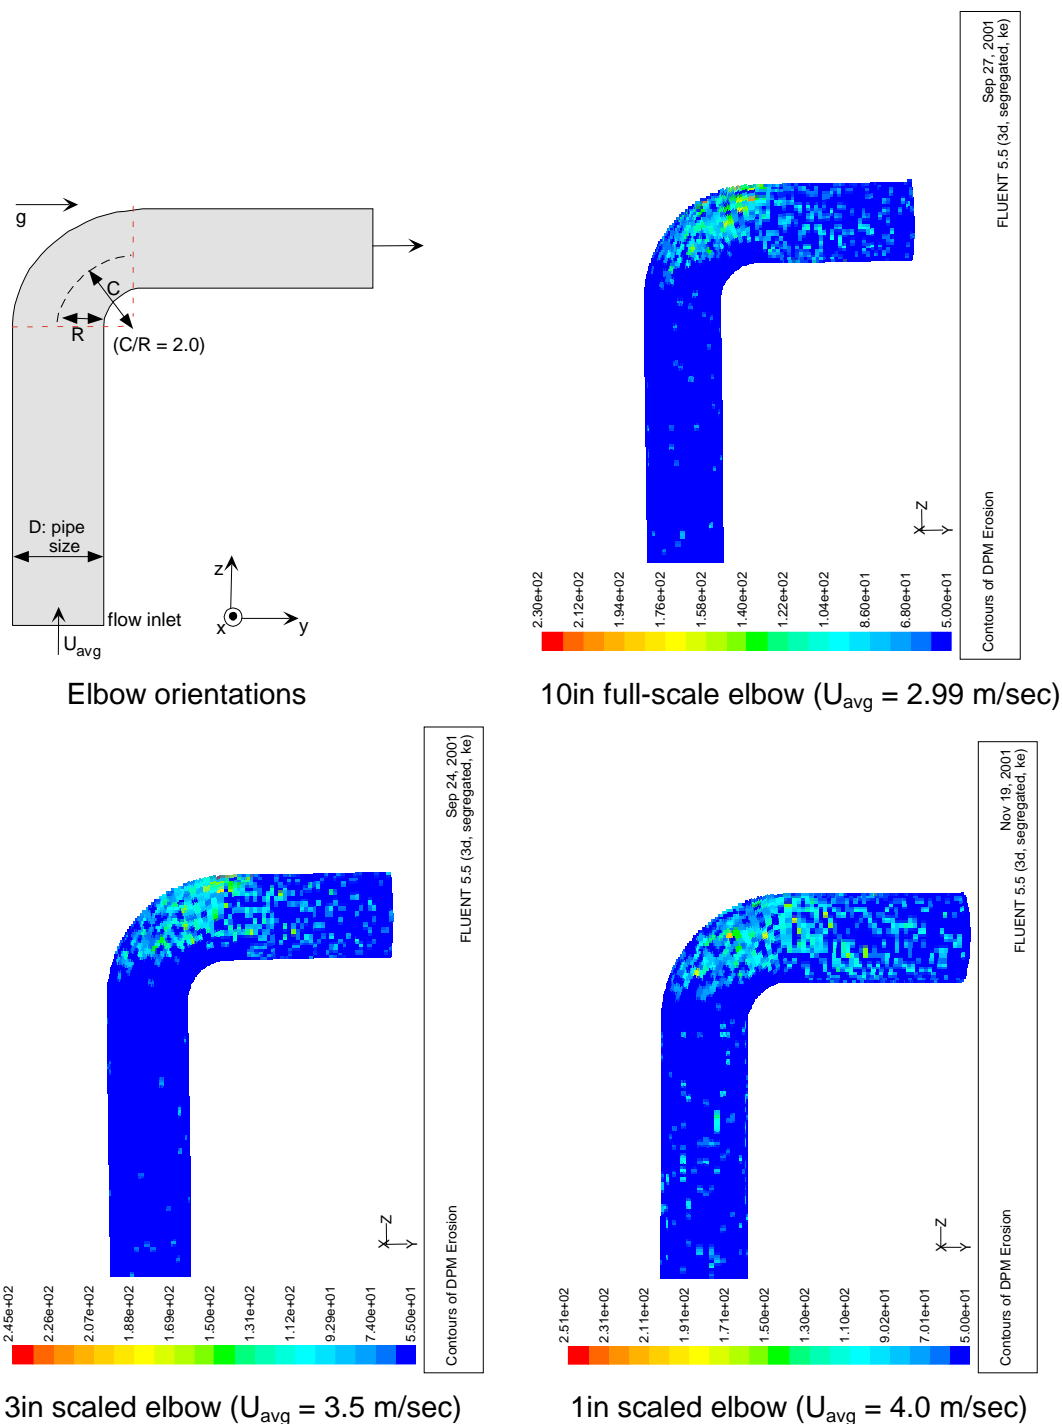 g
C
R
(C/R = 2.0)
D: pipe
size
z
x
y
flow inlet
Uavg
Elbow orientations
2.30e+02
2.12e+02
1.94e+02
1.76e+02
1.58e+02
1.40e+02
1.22e+02
1.04e+02
8.60e+01
6.80e+01
5.00e+01
X
Z
Y
Contours of DPM Erosion
Sep 27, 2001
FLUENT 5.5 (3d, segregated, ke)
10in full-scale elbow (Uavg = 2.99 m/sec)
2.45e+02
2.26e+02
2.07e+02
1.88e+02
1.69e+02
1.50e+02
1.31e+02
1.12e+02
9.29e+01
7.40e+01
5.50e+01
X
Z
Y
Contours of DPM Erosion
Sep 24, 2001
FLUENT 5.5 (3d, segregated, ke)
3in scaled elbow (Uavg = 3.5 m/sec)
2.51e+02
2.31e+02
2.11e+02
1.91e+02
1.71e+02
1.50e+02
1.30e+02
1.10e+02
9.02e+01
7.01e+01
5.00e+01
X
Z
Y
Contours of DPM Erosion
Nov 19, 2001
FLUENT 5.5 (3d, segregated, ke)
1in scaled elbow (Uavg = 4.0 m/sec)